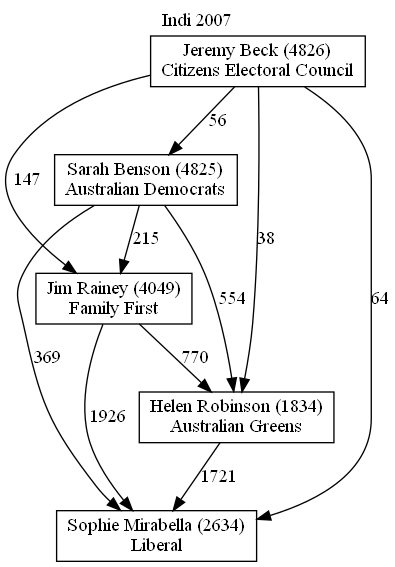 Indi 2007
Jeremy Beck (4826)
Citizens Electoral Council
56
Sarah Benson (4825)
Australian Democrats
147
215
38
Jim Rainey (4049)
Family First
554
64
369
770
Helen Robinson (1834)
Australian Greens
1926
1721
Sophie Mirabella (2634)
Liberal